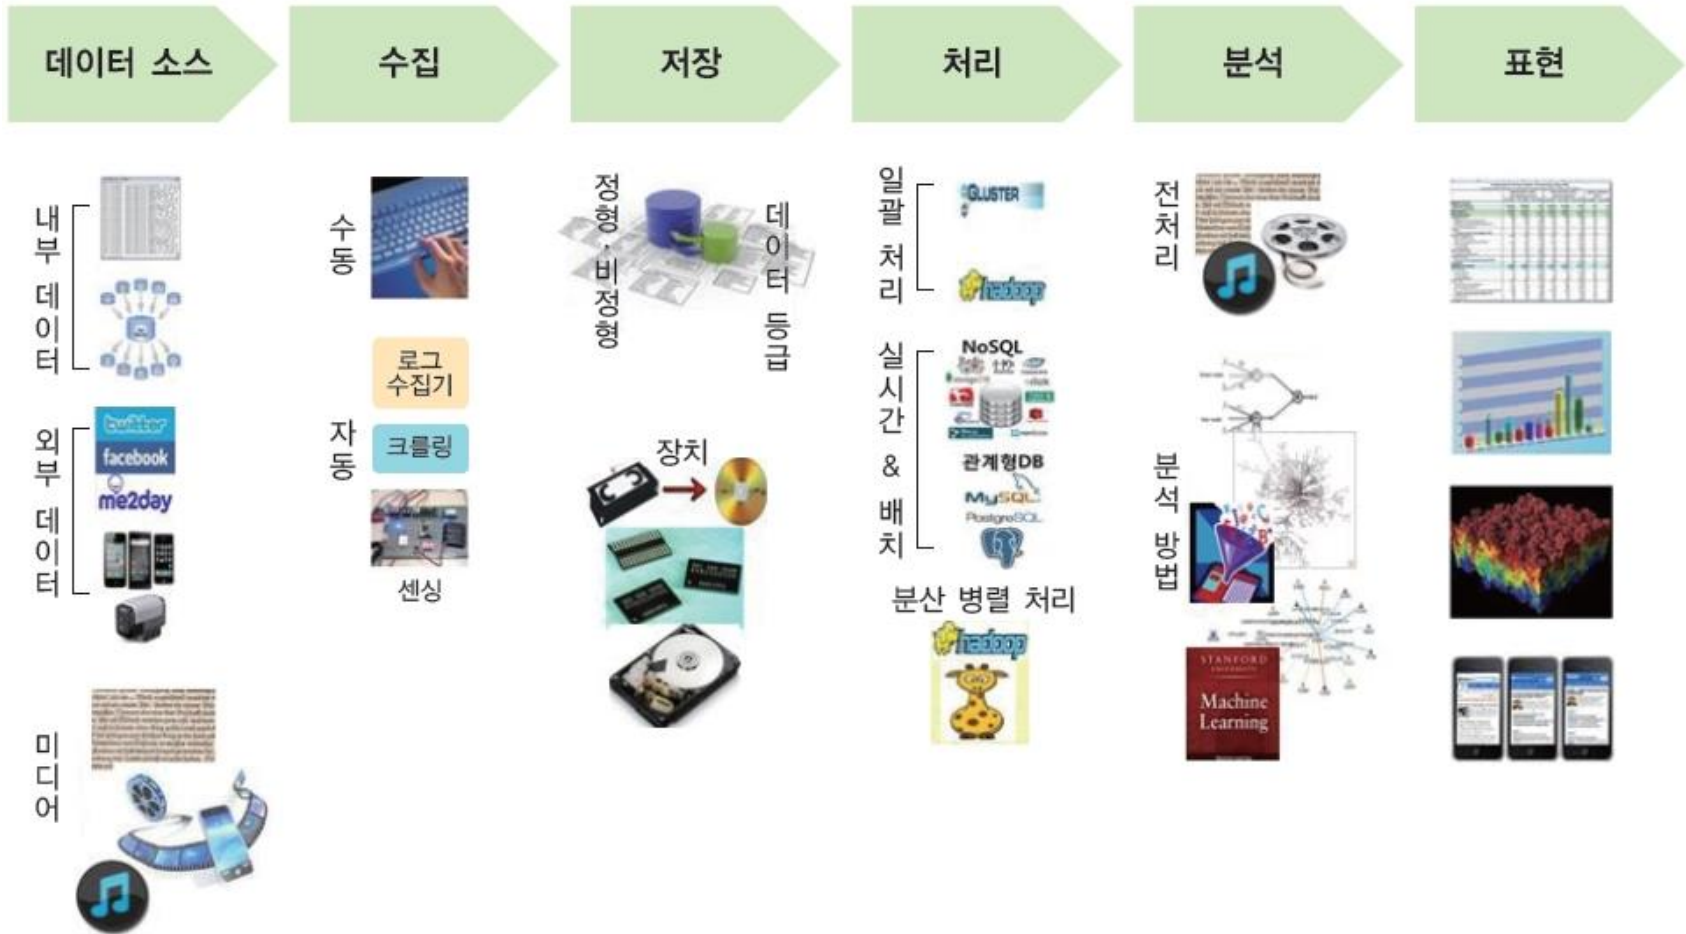 데이터 소스
수집
저장
처리
분석
표현
내부 데이터
외부 데이터
twitter
facebook
me2day
미디어
수동
자동
로그
수집기
크롤링
센싱
정형·비정형
데이터 등급
장치
일괄 처리
GLUSTER
hadoop
실시간 & 배치
NoSQL
관계형DB
MySQL
PostgreSQL
분산 병렬 처리
hadoop
전처리
분석 방법
STANFORD
UNIVERSITY
Machine
Learning